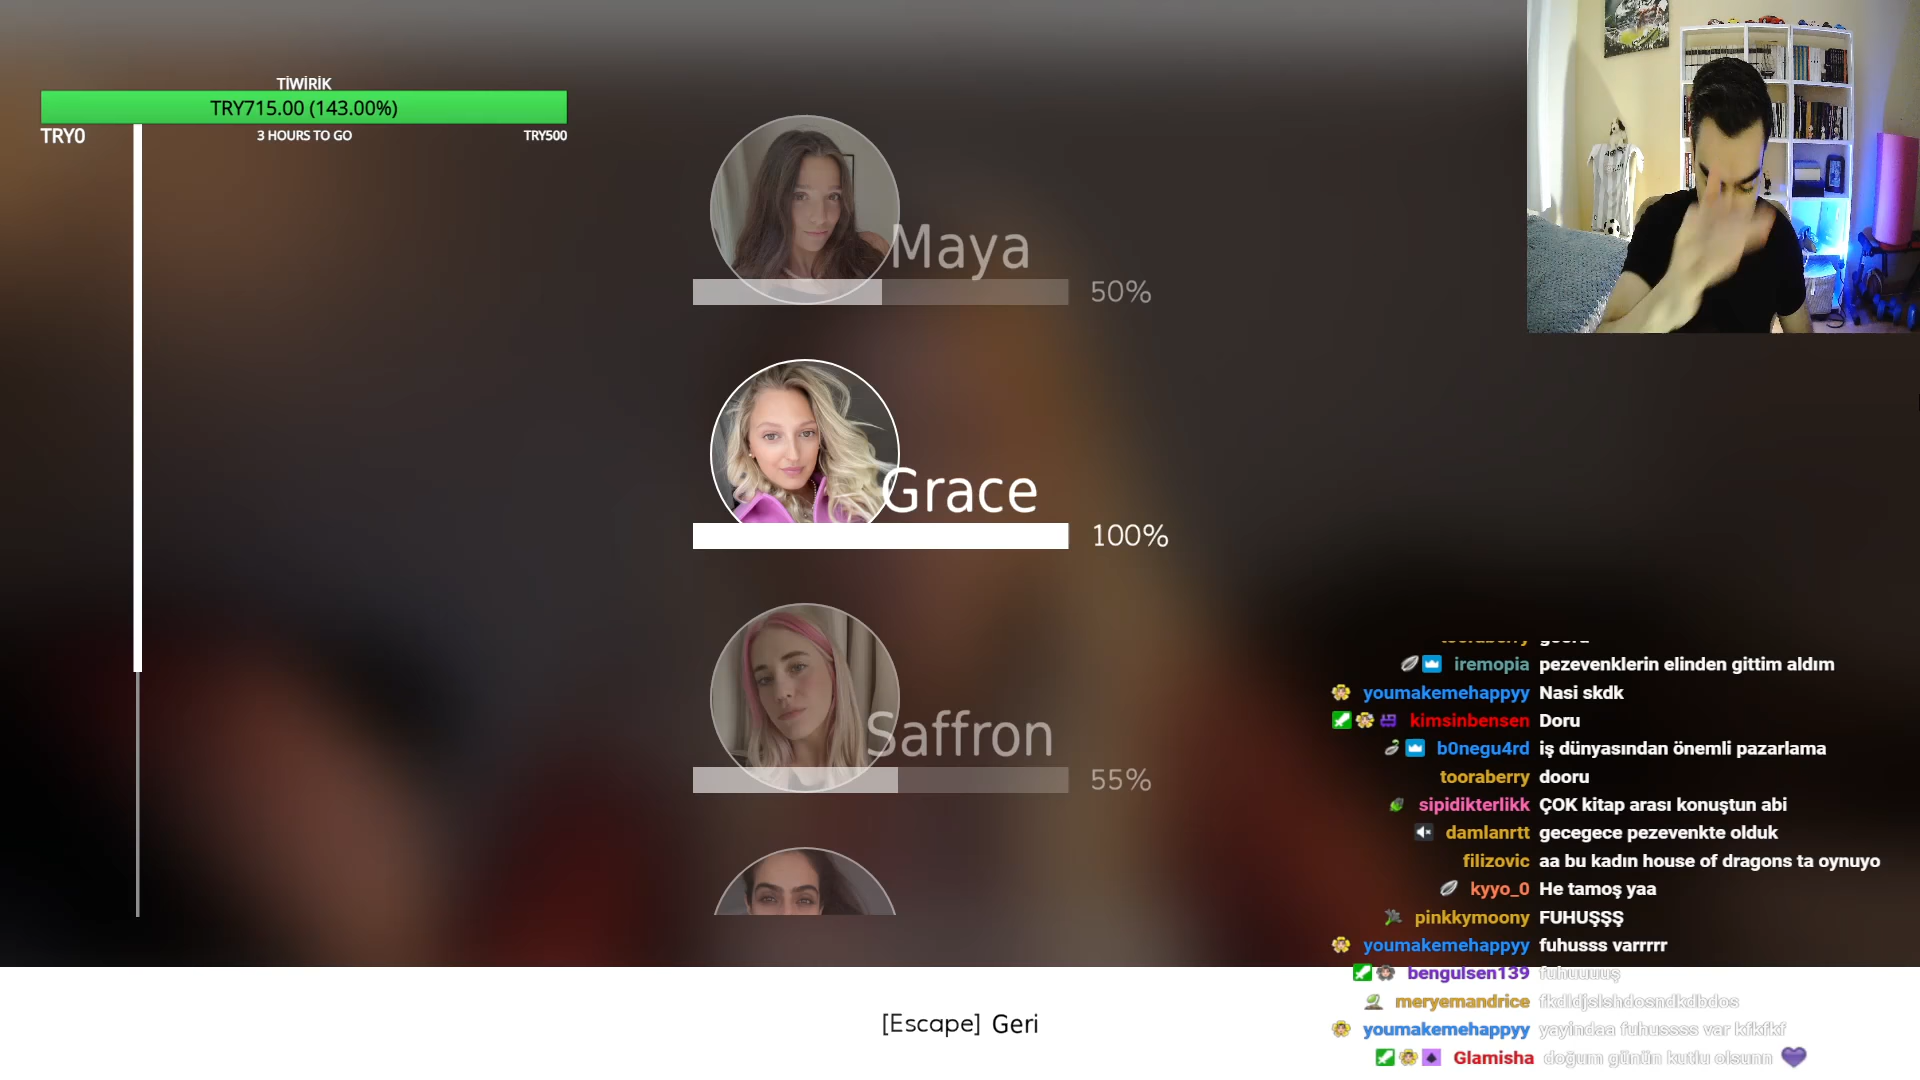 TİWİRİK
TRY715.00 (143.00%)
TRY0 3 HOURS TO GO TRY500
Maya
50%
Grace
100%
Saffron
55%
iremopia pezevenklerin elinden gittim aldım
youmakemehappyy Nasi skdk
kimsinbensen Doru
b0negu4rd iş dünyasından önemli pazarlama
tooraberry dooru
sipidikterlikk ÇOK kitap arası konuştun abi
damlanrtt gecegece pezevenkte olduk
filizovic aa bu kadın house of dragons ta oynuyo
kyyo_0 He tamoş yaa
pinkkymoony FUHUŞŞŞ
youmakemehappyy fuhusss varrrrr
bengulsen139 fuhuuuuş
meryemandrice fkdldjslshdosndkdbdos
youmakemehappyy yayindaa fuhussss var kfkfkf
Glamisha doğum günün kutlu olsunn
[Escape] Geri